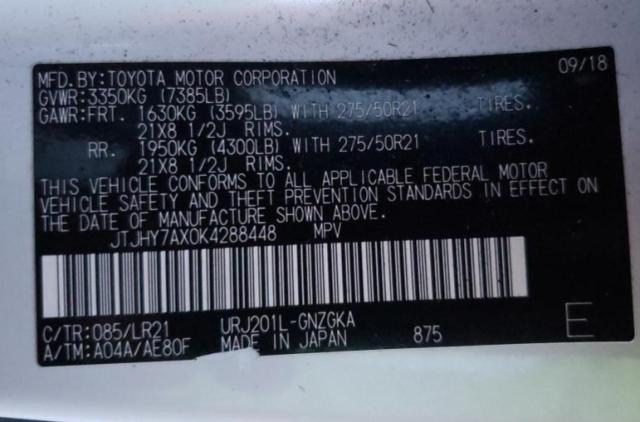 MFD.BY:TOYOTA MOTOR CORPORATION 09/18
GVWR:3350KG (7385LB)
GAWR:FRT. 1630KG (3595LB) WITH 275/50R21 TIRES.
21X8 1/2J RIMS.
RR. 1950KG (4300LB) WITH 275/50R21 TIRES.
21X8 1/2J RIMS.
THIS VEHICLE CONFORMS TO ALL APPLICABLE FEDERAL MOTOR
VEHICLE SAFETY AND THEFT PREVENTION STANDARDS IN EFFECT ON
THE DATE OF MANUFACTURE SHOWN ABOVE.
JTJHY7AX0K4288448 MPV
C/TR:085/LR21 URJ201L-GNZGKA
A/TM:A04A/AE80F MADE IN JAPAN 875 E